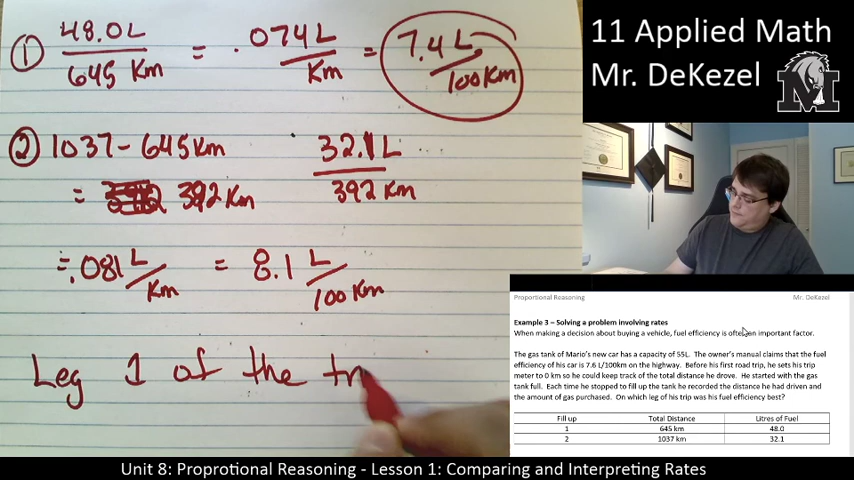 ① 48.0L / 645 Km = .074 L/Km = 7.4 L/100Km
② 1037 - 645 Km
32.1 L / 392 Km
= 392 Km
= .081 L/Km = 8.1 L/100 Km
Leg 1 of the tr
11 Applied Math
Mr. DeKezel
M
Proportional Reasoning Mr. DeKezel
Example 3 – Solving a problem involving rates
When making a decision about buying a vehicle, fuel efficiency is often an important factor.
The gas tank of Mario's new car has a capacity of 55L. The owner's manual claims that the fuel
efficiency of his car is 7.6 L/100km on the highway. Before his first road trip, he sets his trip
meter to 0 km so he could keep track of the total distance he drove. He started with the gas
tank full. Each time he stopped to fill up the tank he recorded the distance he had driven and
the amount of gas purchased. On which leg of his trip was his fuel efficiency best?
Fill up Total Distance Litres of Fuel
1 645 km 48.0
2 1037 km 32.1
Unit 8: Proprotional Reasoning - Lesson 1: Comparing and Interpreting Rates